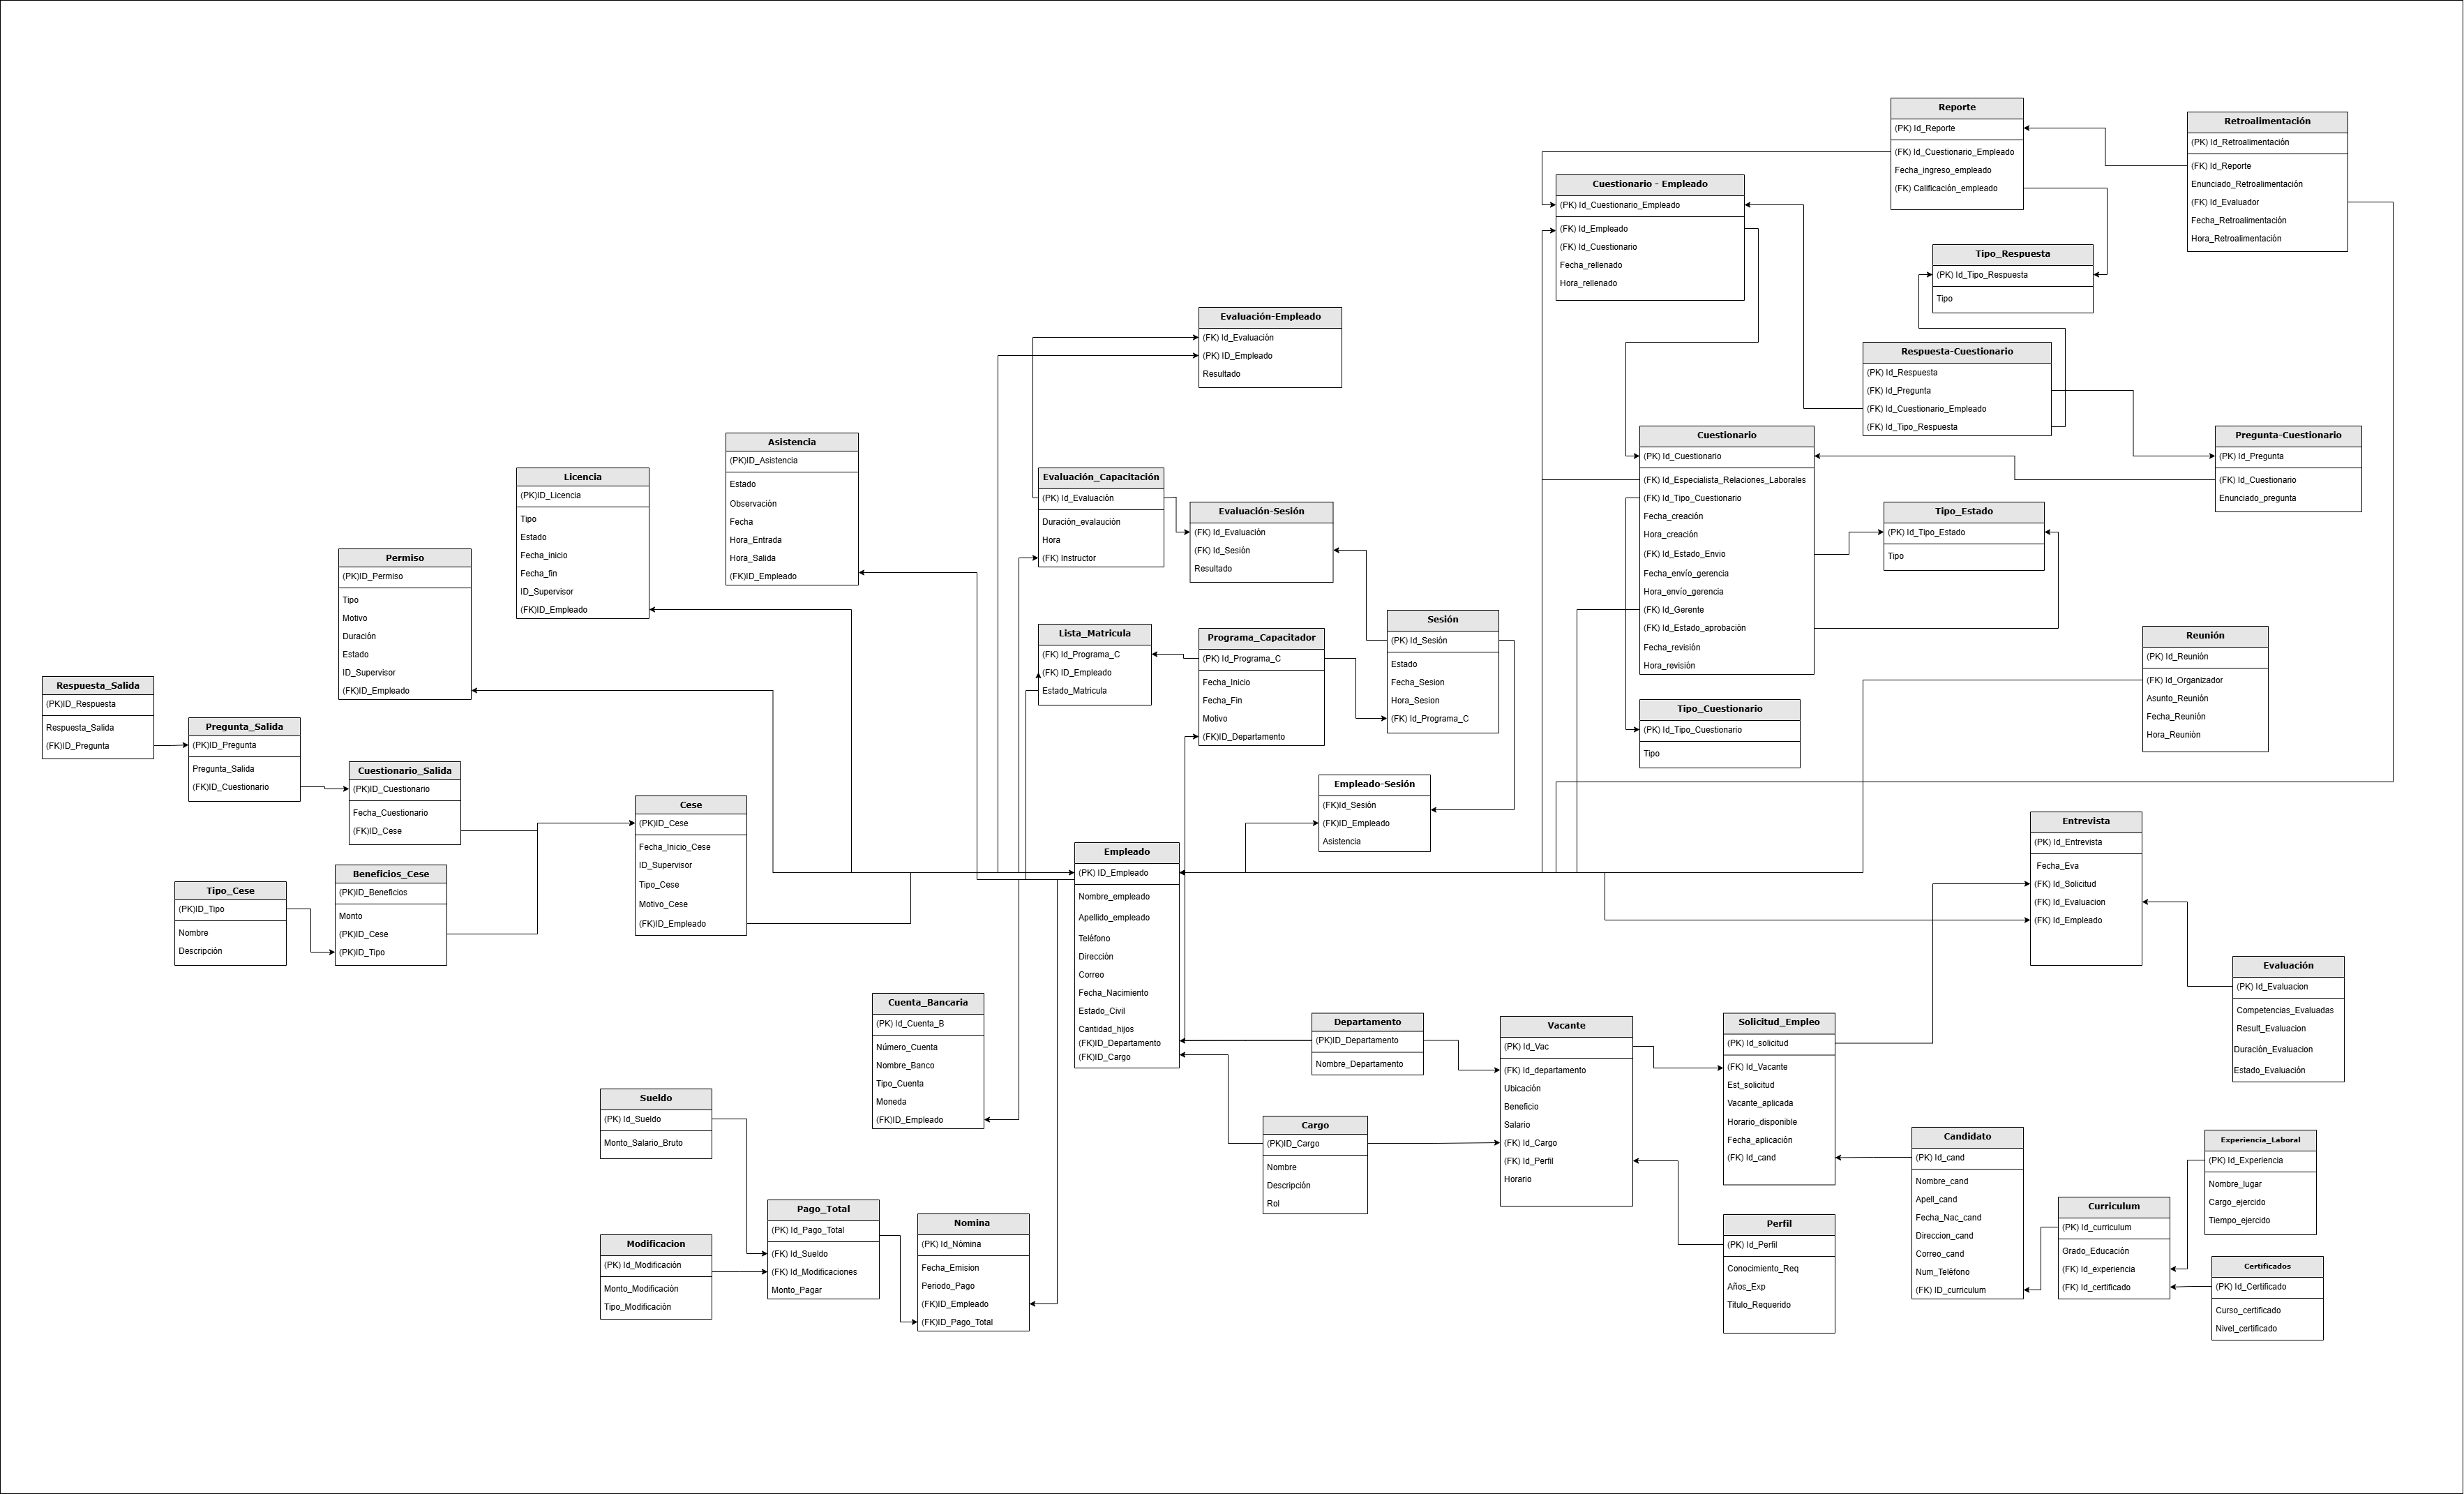 Reporte
(PK) Id_Reporte
(FK) Id_Cuestionario_Empleado
Fecha_ingreso_empleado
(FK) Calificación_empleado
Retroalimentación
(PK) Id_Retroalimentación
(FK) Id_Reporte
Enunciado_Retroalimentación
(FK) Id_Evaluador
Fecha_Retroalimentación
Hora_Retroalimentación
Cuestionario - Empleado
(PK) Id_Cuestionario_Empleado
(FK) Id_Empleado
(FK) Id_Cuestionario
Fecha_rellenado
Hora_rellenado
Tipo_Respuesta
(PK) Id_Tipo_Respuesta
Tipo
Evaluación-Empleado
(FK) Id_Evaluación
(PK) ID_Empleado
Resultado
Respuesta-Cuestionario
(PK) Id_Respuesta
(FK) Id_Pregunta
(FK) Id_Cuestionario_Empleado
(FK) Id_Tipo_Respuesta
Cuestionario
(PK) Id_Cuestionario
(FK) Id_Especialista_Relaciones_Laborales
(FK) Id_Tipo_Cuestionario
Fecha_creación
Hora_creación
(FK) Id_Estado_Envio
Fecha_envío_gerencia
Hora_envío_gerencia
(FK) Id_Gerente
(FK) Id_Estado_aprobación
Fecha_revisión
Hora_revisión
Pregunta-Cuestionario
(PK) Id_Pregunta
(FK) Id_Cuestionario
Enunciado_pregunta
Asistencia
(PK)ID_Asistencia
Estado
Observación
Fecha
Hora_Entrada
Hora_Salida
(FK)ID_Empleado
Licencia
(PK)ID_Licencia
Tipo
Estado
Fecha_inicio
Fecha_fin
ID_Supervisor
(FK)ID_Empleado
Evaluación_Capacitación
(PK) Id_Evaluación
Duración_evalaución
Hora
(FK) Instructor
Evaluación-Sesión
(FK) Id_Evaluación
(FK) Id_Sesión
Resultado
Tipo_Estado
(PK) Id_Tipo_Estado
Tipo
Permiso
(PK)ID_Permiso
Tipo
Motivo
Duración
Estado
ID_Supervisor
(FK)ID_Empleado
Lista_Matricula
(FK) Id_Programa_C
(FK) ID_Empleado
Estado_Matricula
Programa_Capacitador
(PK) Id_Programa_C
Fecha_Inicio
Fecha_Fin
Motivo
(FK)ID_Departamento
Sesión
(PK) Id_Sesión
Estado
Fecha_Sesion
Hora_Sesion
(FK) Id_Programa_C
Reunión
(PK) Id_Reunión
(FK) Id_Organizador
Asunto_Reunión
Fecha_Reunión
Hora_Reunión
Respuesta_Salida
(PK)ID_Respuesta
Respuesta_Salida
(FK)ID_Pregunta
Pregunta_Salida
(PK)ID_Pregunta
Pregunta_Salida
(FK)ID_Cuestionario
Tipo_Cuestionario
(PK) Id_Tipo_Cuestionario
Tipo
Cuestionario_Salida
(PK)ID_Cuestionario
Fecha_Cuestionario
(FK)ID_Cese
Cese
(PK)ID_Cese
Fecha_Inicio_Cese
ID_Supervisor
Tipo_Cese
Motivo_Cese
(FK)ID_Empleado
Empleado-Sesión
(FK)Id_Sesión
(FK)ID_Empleado
Asistencia
Entrevista
(PK) Id_Entrevista
Fecha_Eva
(FK) Id_Solicitud
(FK) Id_Evaluacion
(FK) Id_Empleado
Empleado
(PK) ID_Empleado
Nombre_empleado
Apellido_empleado
Teléfono
Dirección
Correo
Fecha_Nacimiento
Estado_Civil
Cantidad_hijos
(FK)ID_Departamento
(FK)ID_Cargo
Beneficios_Cese
(PK)ID_Beneficios
Monto
(PK)ID_Cese
(PK)ID_Tipo
Tipo_Cese
(PK)ID_Tipo
Nombre
Descripción
Evaluación
(PK) Id_Evaluacion
Competencias_Evaluadas
Result_Evaluacion
Duración_Evaluacion
Estado_Evaluación
Cuenta_Bancaria
(PK) Id_Cuenta_B
Número_Cuenta
Nombre_Banco
Tipo_Cuenta
Moneda
(FK)ID_Empleado
Departamento
(PK)ID_Departamento
Nombre_Departamento
Vacante
(PK) Id_Vac
(FK) Id_departamento
Ubicación
Beneficio
Salario
(FK) Id_Cargo
(FK) Id_Perfil
Horario
Solicitud_Empleo
(PK) Id_solicitud
(FK) Id_Vacante
Est_solicitud
Vacante_aplicada
Horario_disponible
Fecha_aplicación
(FK) Id_cand
Sueldo
(PK) Id_Sueldo
Monto_Salario_Bruto
Cargo
(PK)ID_Cargo
Nombre
Descripción
Rol
Candidato
(PK) Id_cand
Nombre_cand
Apell_cand
Fecha_Nac_cand
Direccion_cand
Correo_cand
Num_Teléfono
(FK) ID_curriculum
Experiencia_Laboral
(PK) Id_Experiencia
Nombre_lugar
Cargo_ejercido
Tiempo_ejercido
Curriculum
(PK) Id_curriculum
Grado_Educación
(FK) Id_experiencia
(FK) Id_certificado
Pago_Total
(PK) Id_Pago_Total
(FK) Id_Sueldo
(FK) Id_Modificaciones
Monto_Pagar
Nomina
(PK) Id_Nómina
Fecha_Emision
Periodo_Pago
(FK)ID_Empleado
(FK)ID_Pago_Total
Perfil
(PK) Id_Perfil
Conocimiento_Req
Años_Exp
Titulo_Requerido
Modificacion
(PK) Id_Modificación
Monto_Modificación
Tipo_Modificación
Certificados
(PK) Id_Certificado
Curso_certificado
Nivel_certificado